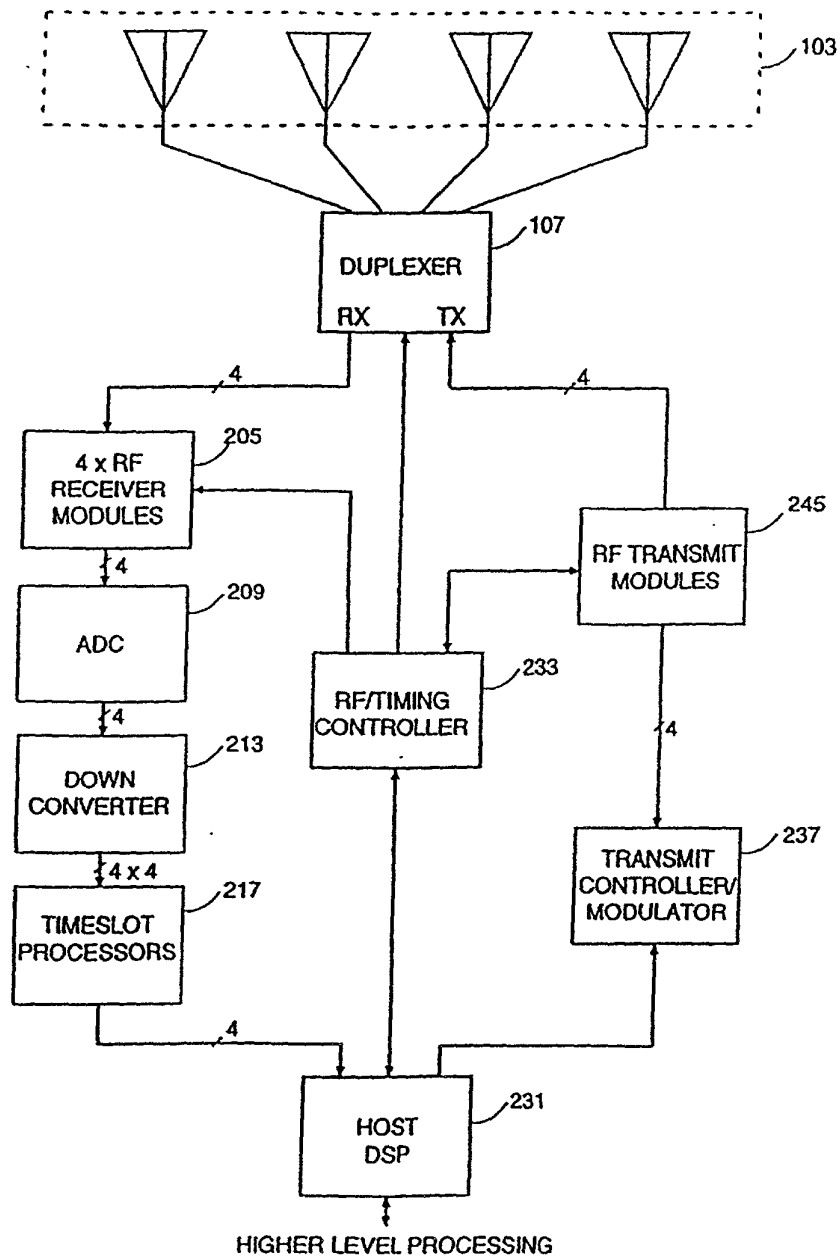 103
107
DUPLEXER
RX TX
4
4
205
4 x RF
RECEIVER
MODULES
245
RF TRANSMIT
MODULES
4
209
ADC
233
RF/TIMING
CONTROLLER
4
4
213
DOWN
CONVERTER
237
TRANSMIT
CONTROLLER/
MODULATOR
4 x 4
217
TIMESLOT
PROCESSORS
4
231
HOST
DSP
HIGHER LEVEL PROCESSING